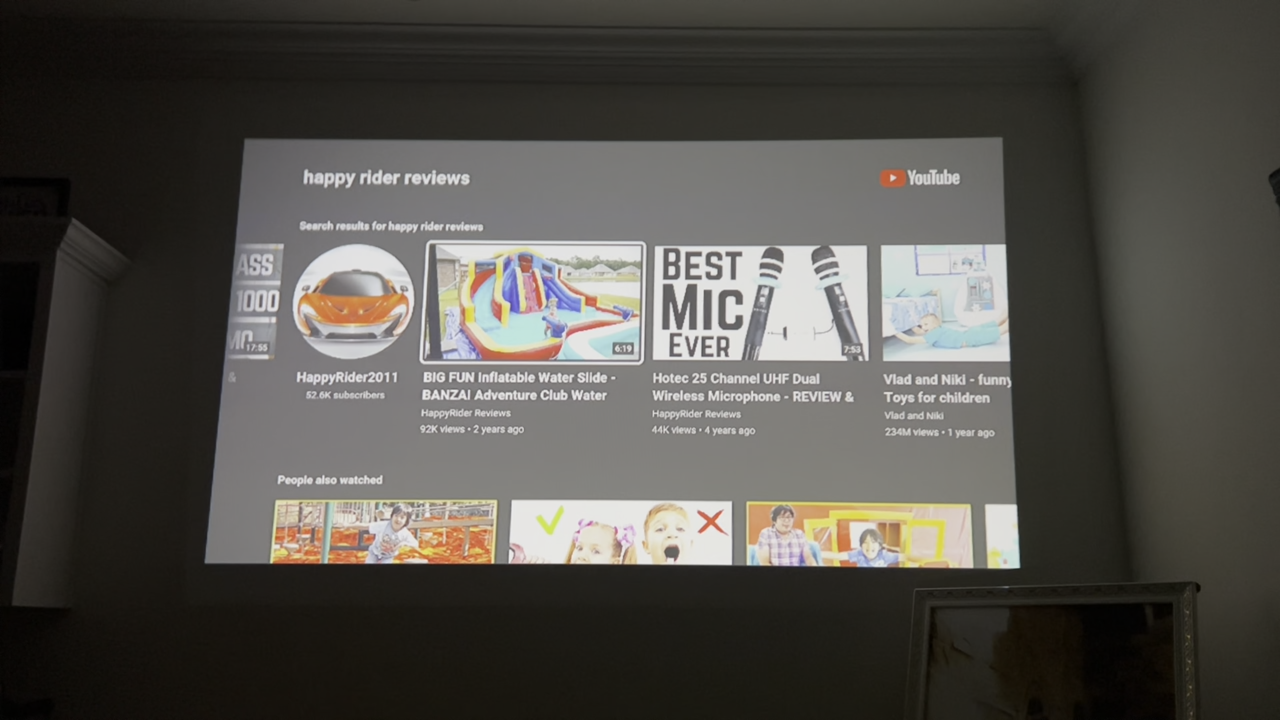 happy rider reviews
YouTube
Search results for happy rider reviews
ASS
1000
17:55
&
HappyRider2011
52.6K subscribers
6:19
BIG FUN Inflatable Water Slide -
BANZAI Adventure Club Water
HappyRider Reviews
92K views • 2 years ago
BEST
MIC
EVER
7:53
Hotec 25 Channel UHF Dual
Wireless Microphone - REVIEW &
HappyRider Reviews
44K views • 4 years ago
Vlad and Niki - funny
Toys for children
Vlad and Niki
234M views • 1 year ago
People also watched